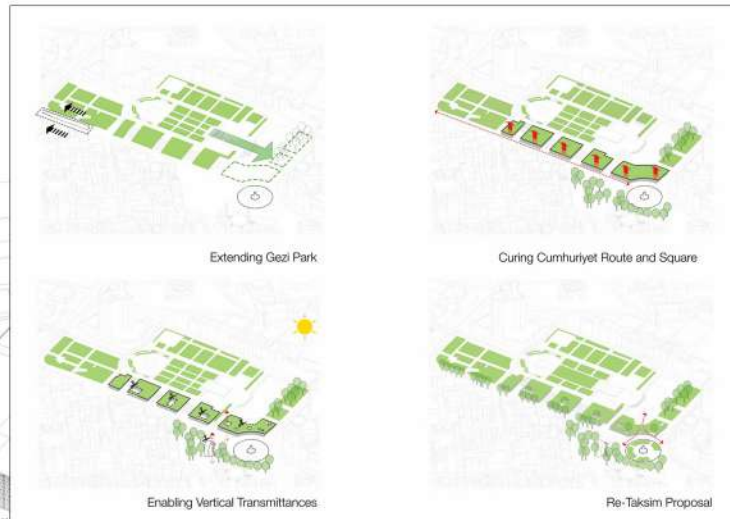 Extending Gezi Park
Curing Cumhuriyet Route and Square
Enabling Vertical Transmittances
Re-Taksim Proposal